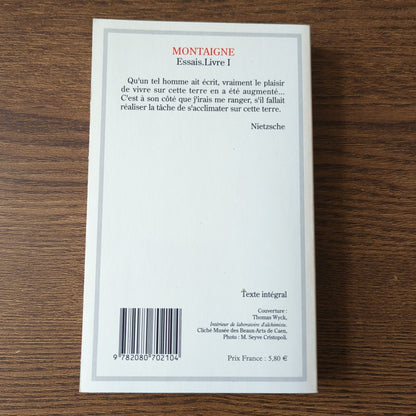 MONTAIGNE
Essais.Livre I
Qu'un tel homme ait écrit, vraiment le plaisir
de vivre sur cette terre en a été augmenté...
C'est à son côté que j'irais me ranger, s'il fallait
réaliser la tâche de s'acclimater sur cette terre.
Nietzsche
Texte intégral
Couverture :
Thomas Wyck,
Intérieur de laboratoire d'alchimiste.
Cliché Musée des Beaux-Arts de Caen,
Photo : M. Seyve Cristopoli.
9 782080 702104
Prix France : 5,80 €